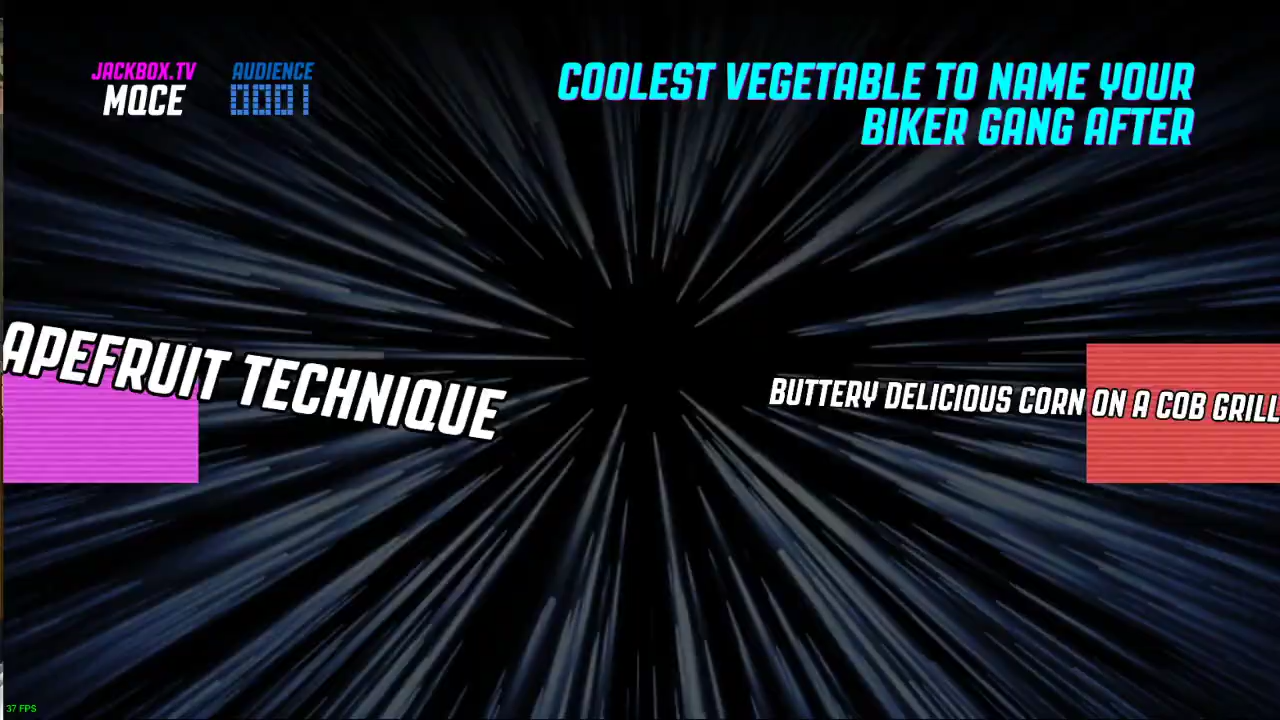 JACKBOX.TV
MQCE
AUDIENCE
0001
COOLEST VEGETABLE TO NAME YOUR
BIKER GANG AFTER
APEFRUIT TECHNIQUE
BUTTERY DELICIOUS CORN ON A COB GRILL
37 FPS